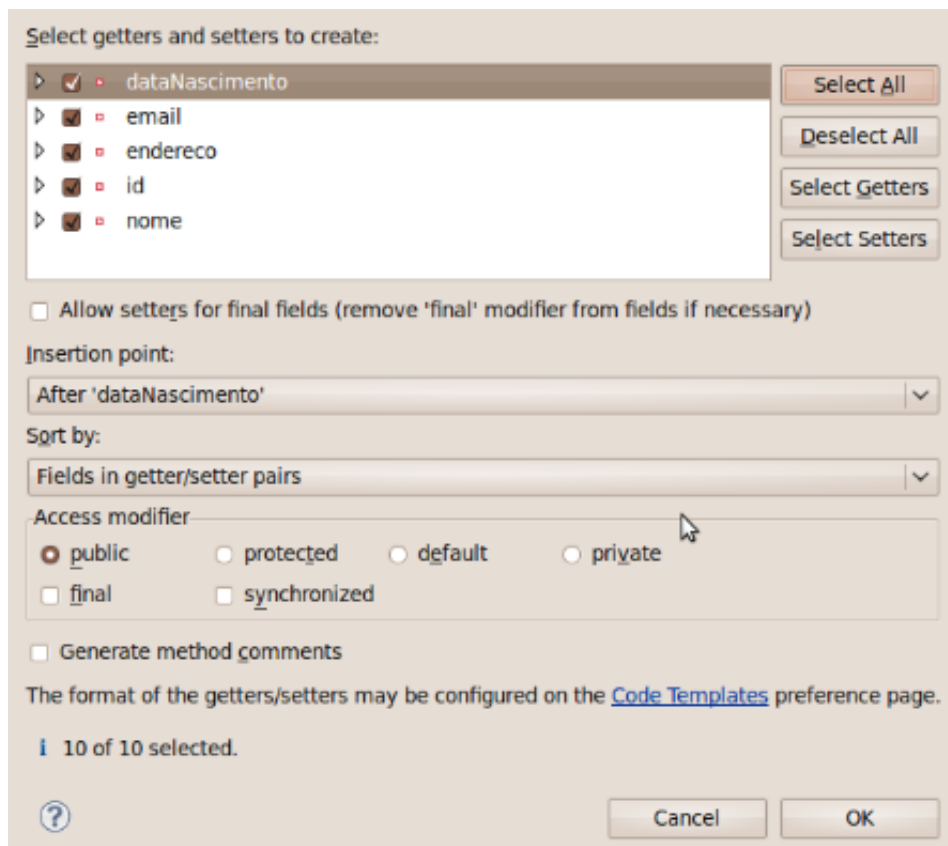 Select getters and setters to create:
dataNascimento
email
endereco
id
nome
Select All
Deselect All
Select Getters
Select Setters
Allow setters for final fields (remove 'final' modifier from fields if necessary)
Insertion point:
After 'dataNascimento'
Sort by:
Fields in getter/setter pairs
Access modifier
public protected default private
final synchronized
Generate method comments
The format of the getters/setters may be configured on the Code Templates preference page.
i 10 of 10 selected.
? Cancel OK